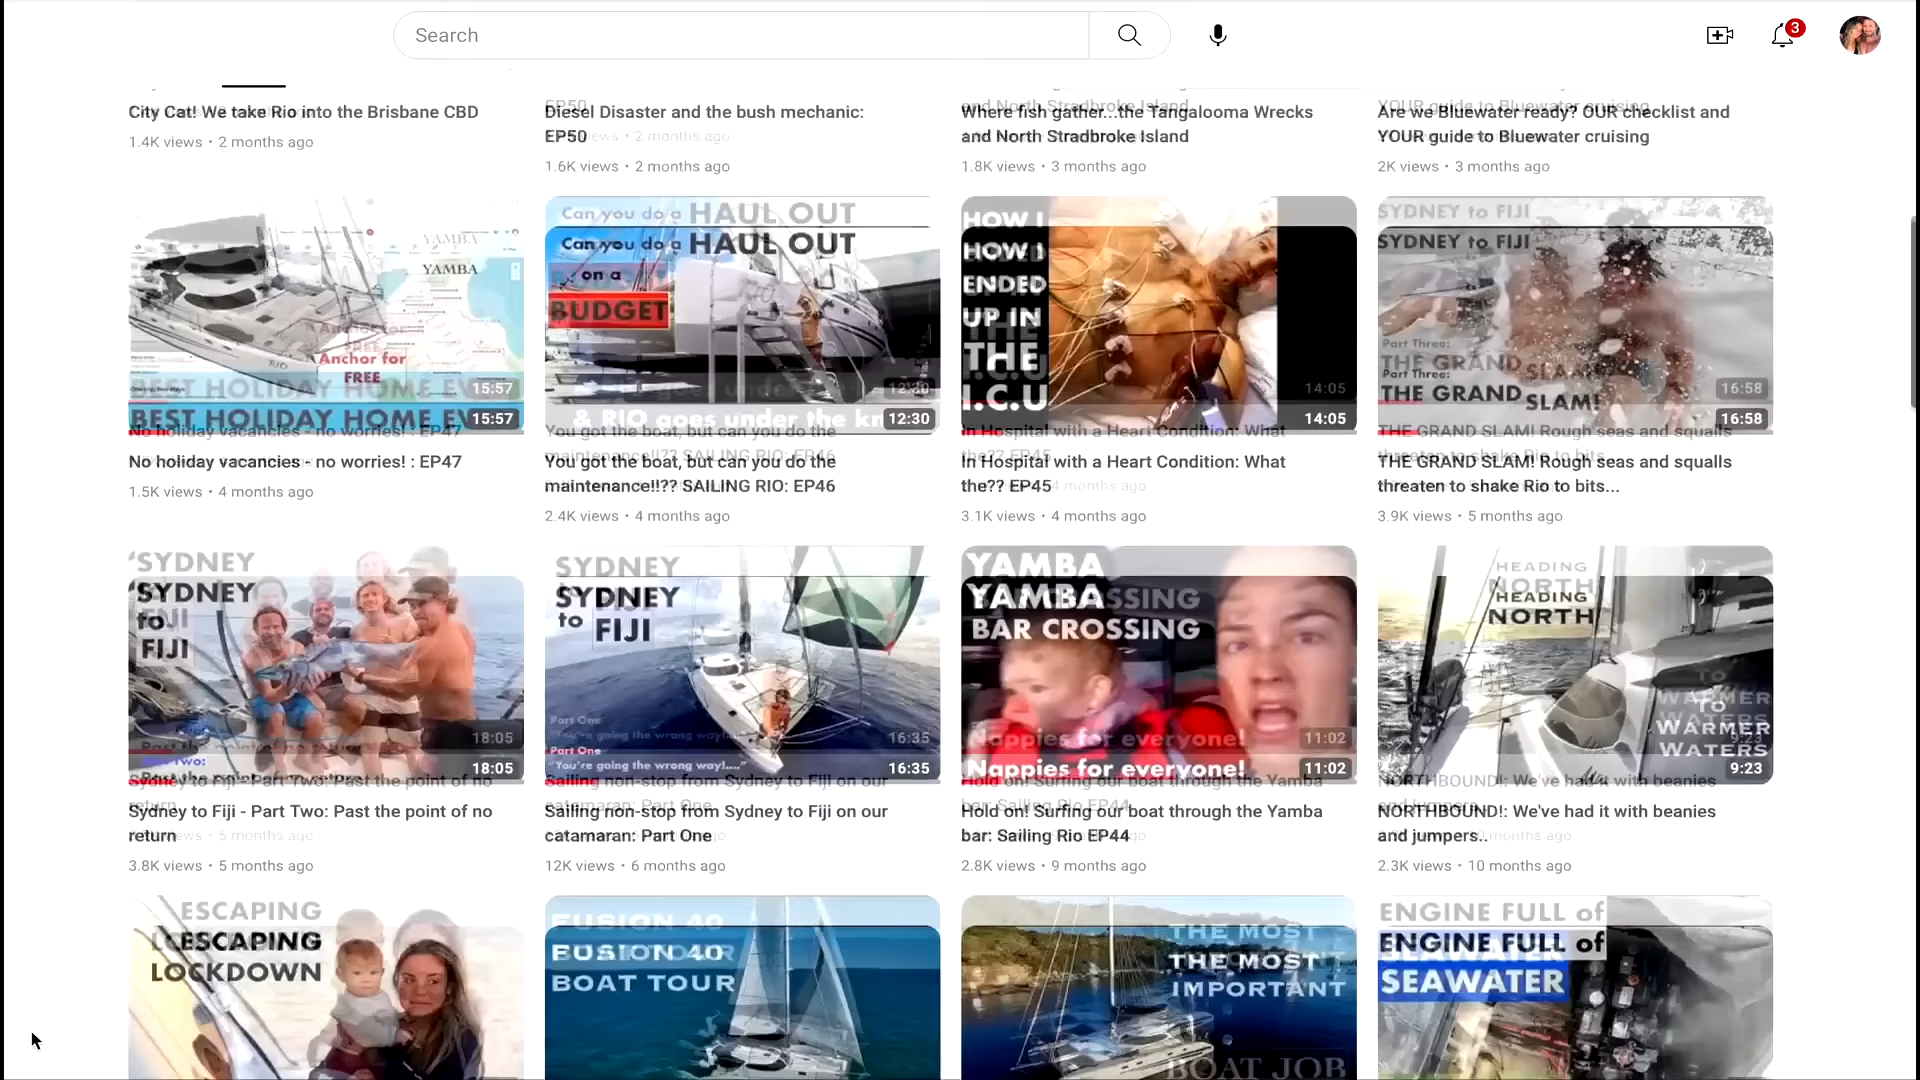 Search
3
City Cat! We take Rio into the Brisbane CBD
1.4K views • 2 months ago
Diesel Disaster and the bush mechanic:
EP50
1.6K views • 2 months ago
Where fish gather...the Tangalooma Wrecks
and North Stradbroke Island
1.8K views • 3 months ago
Are we Bluewater ready? OUR checklist and
YOUR guide to Bluewater cruising
2K views • 3 months ago
YAMBA
RIO
Anchor for
FREE
BEST HOLIDAY HOME EV
15:57
No holiday vacancies - no worries! : EP47
1.5K views • 4 months ago
Can you do a HAUL OUT
on a
BUDGET
& RIO goes under the kn
12:30
You got the boat, but can you do the
maintenance!!?? SAILING RIO: EP46
2.4K views • 4 months ago
HOW I
ENDED
UP IN
THE
I.C.U
14:05
In Hospital with a Heart Condition: What
the?? EP45
3.1K views • 4 months ago
SYDNEY to FIJI
Part Three:
THE GRAND
SLAM!
16:58
THE GRAND SLAM! Rough seas and squalls
threaten to shake Rio to bits...
3.9K views • 5 months ago
SYDNEY
to
FIJI
18:05
Sydney to Fiji - Part Two: Past the point of no
return
3.8K views • 5 months ago
SYDNEY
to FIJI
Part One
"You're going the wrong way!...."
16:35
Sailing non-stop from Sydney to Fiji on our
catamaran: Part One
12K views • 6 months ago
YAMBA
BAR CROSSING
Nappies for everyone!
11:02
Hold on! Surfing our boat through the Yamba
bar: Sailing Rio EP44
2.8K views • 9 months ago
HEADING
NORTH
TO
WARMER
WATERS
9:23
NORTHBOUND!: We've had it with beanies
and jumpers..
2.3K views • 10 months ago
ESCAPING
LOCKDOWN
FUSION 40
BOAT TOUR
THE MOST
IMPORTANT
BOAT JOB
ENGINE FULL of
SEAWATER